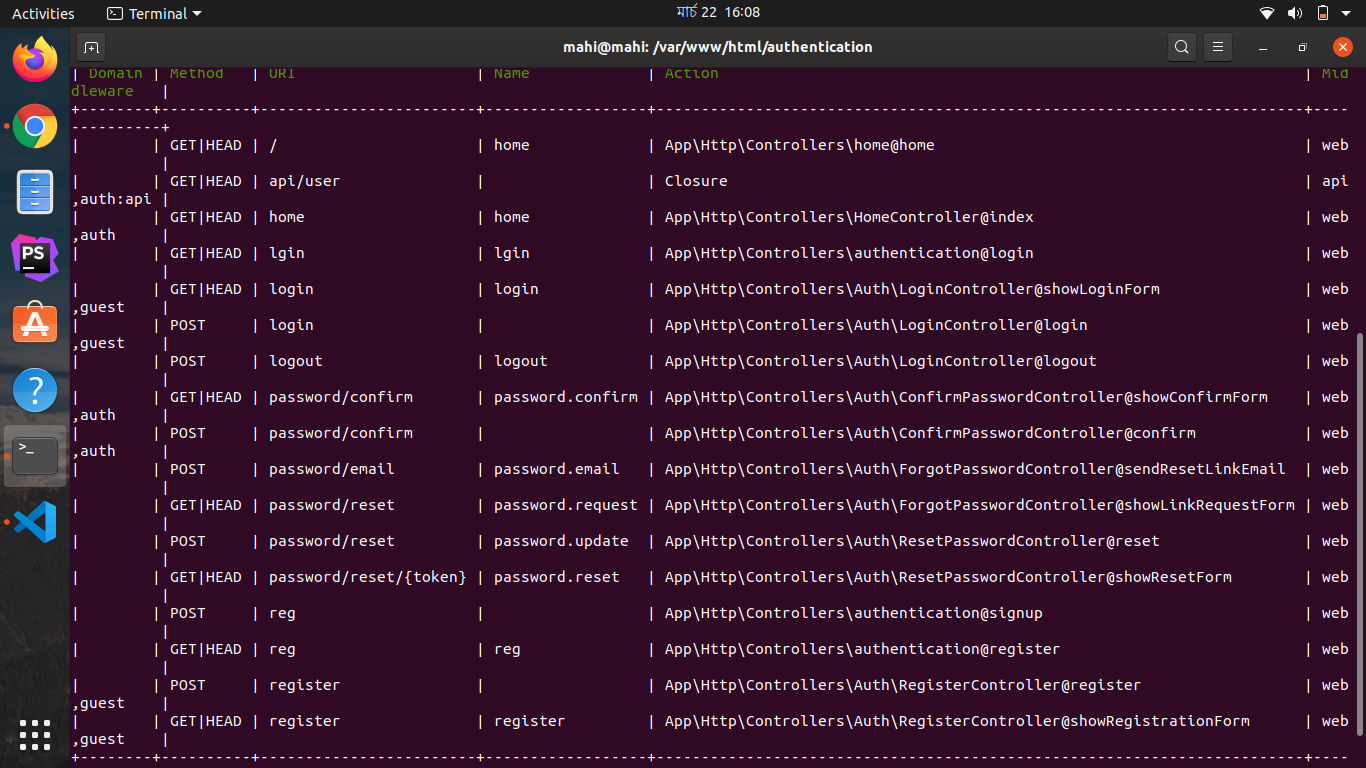 Activities Terminal মার্চ 22 16:08
mahi@mahi: /var/www/html/authentication
| Domain | Method   | URI                    | Name             | Action                                                                 | Mid
dleware   |
+--------+----------+------------------------+------------------+------------------------------------------------------------------------+----
----------+
|        | GET|HEAD | /                      | home             | App\Http\Controllers\home@home                                         | web
          |
|        | GET|HEAD | api/user               |                  | Closure                                                                | api
,auth:api |
|        | GET|HEAD | home                   | home             | App\Http\Controllers\HomeController@index                              | web
,auth     |
|        | GET|HEAD | lgin                   | lgin             | App\Http\Controllers\authentication@login                              | web
          |
|        | GET|HEAD | login                  | login            | App\Http\Controllers\Auth\LoginController@showLoginForm                | web
,guest    |
|        | POST     | login                  |                  | App\Http\Controllers\Auth\LoginController@login                        | web
,guest    |
|        | POST     | logout                 | logout           | App\Http\Controllers\Auth\LoginController@logout                       | web
          |
|        | GET|HEAD | password/confirm       | password.confirm | App\Http\Controllers\Auth\ConfirmPasswordController@showConfirmForm    | web
,auth     |
|        | POST     | password/confirm       |                  | App\Http\Controllers\Auth\ConfirmPasswordController@confirm            | web
,auth     |
|        | POST     | password/email         | password.email   | App\Http\Controllers\Auth\ForgotPasswordController@sendResetLinkEmail  | web
          |
|        | GET|HEAD | password/reset         | password.request | App\Http\Controllers\Auth\ForgotPasswordController@showLinkRequestForm | web
          |
|        | POST     | password/reset         | password.update  | App\Http\Controllers\Auth\ResetPasswordController@reset                | web
          |
|        | GET|HEAD | password/reset/{token} | password.reset   | App\Http\Controllers\Auth\ResetPasswordController@showResetForm        | web
          |
|        | POST     | reg                    |                  | App\Http\Controllers\authentication@signup                             | web
          |
|        | GET|HEAD | reg                    | reg              | App\Http\Controllers\authentication@register                           | web
          |
|        | POST     | register               |                  | App\Http\Controllers\Auth\RegisterController@register                  | web
,guest    |
|        | GET|HEAD | register               | register         | App\Http\Controllers\Auth\RegisterController@showRegistrationForm      | web
,guest    |
+--------+----------+------------------------+------------------+------------------------------------------------------------------------+----
PS